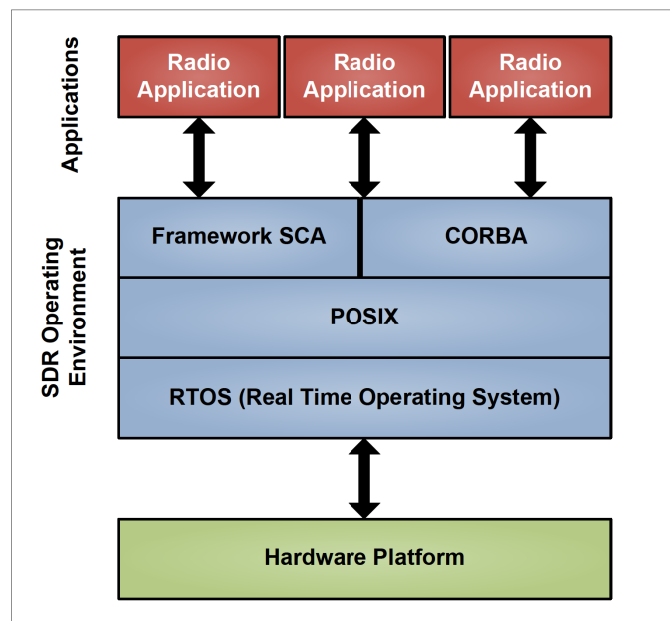 Applications
Radio
Application
Radio
Application
Radio
Application
SDR Operating
Environment
Framework SCA
CORBA
POSIX
RTOS (Real Time Operating System)
Hardware Platform